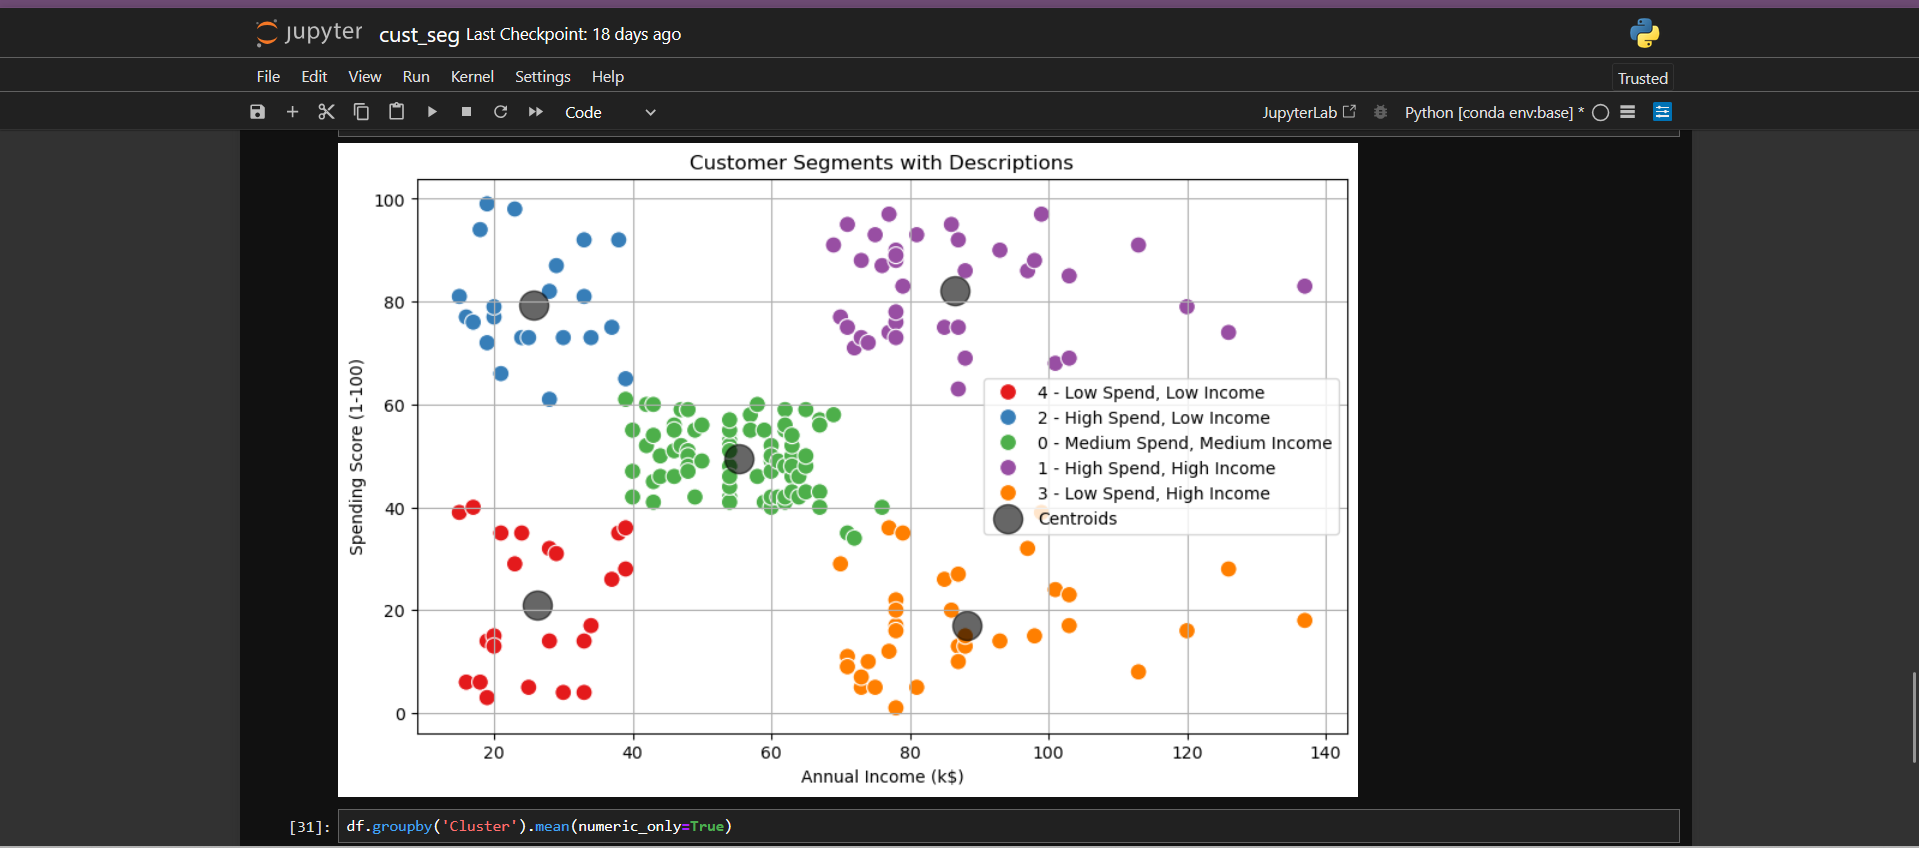 jupyter cust_seg Last Checkpoint: 18 days ago
File Edit View Run Kernel Settings Help
Trusted
Code
JupyterLab Python [conda env:base] *
Customer Segments with Descriptions
100
80
60
40
20
0
Spending Score (1-100)
4 - Low Spend, Low Income
2 - High Spend, Low Income
0 - Medium Spend, Medium Income
1 - High Spend, High Income
3 - Low Spend, High Income
Centroids
20 40 60 80 100 120 140
Annual Income (k$)
[31]: df.groupby('Cluster').mean(numeric_only=True)